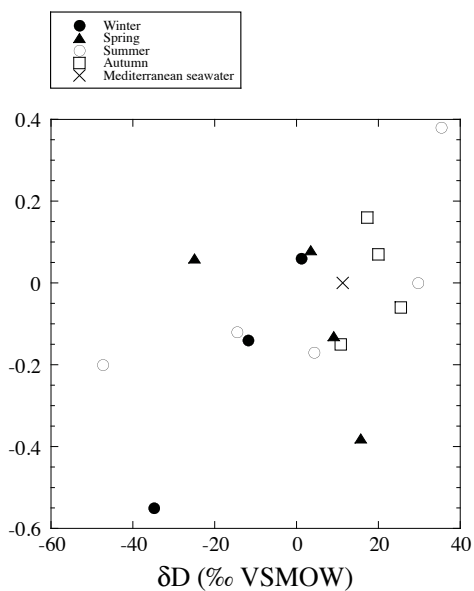 Winter
Spring
Summer
Autumn
Mediterranean seawater
0.4
0.2
0
-0.2
-0.4
-0.6
-60 -40 -20 0 20 40
δD (‰ VSMOW)